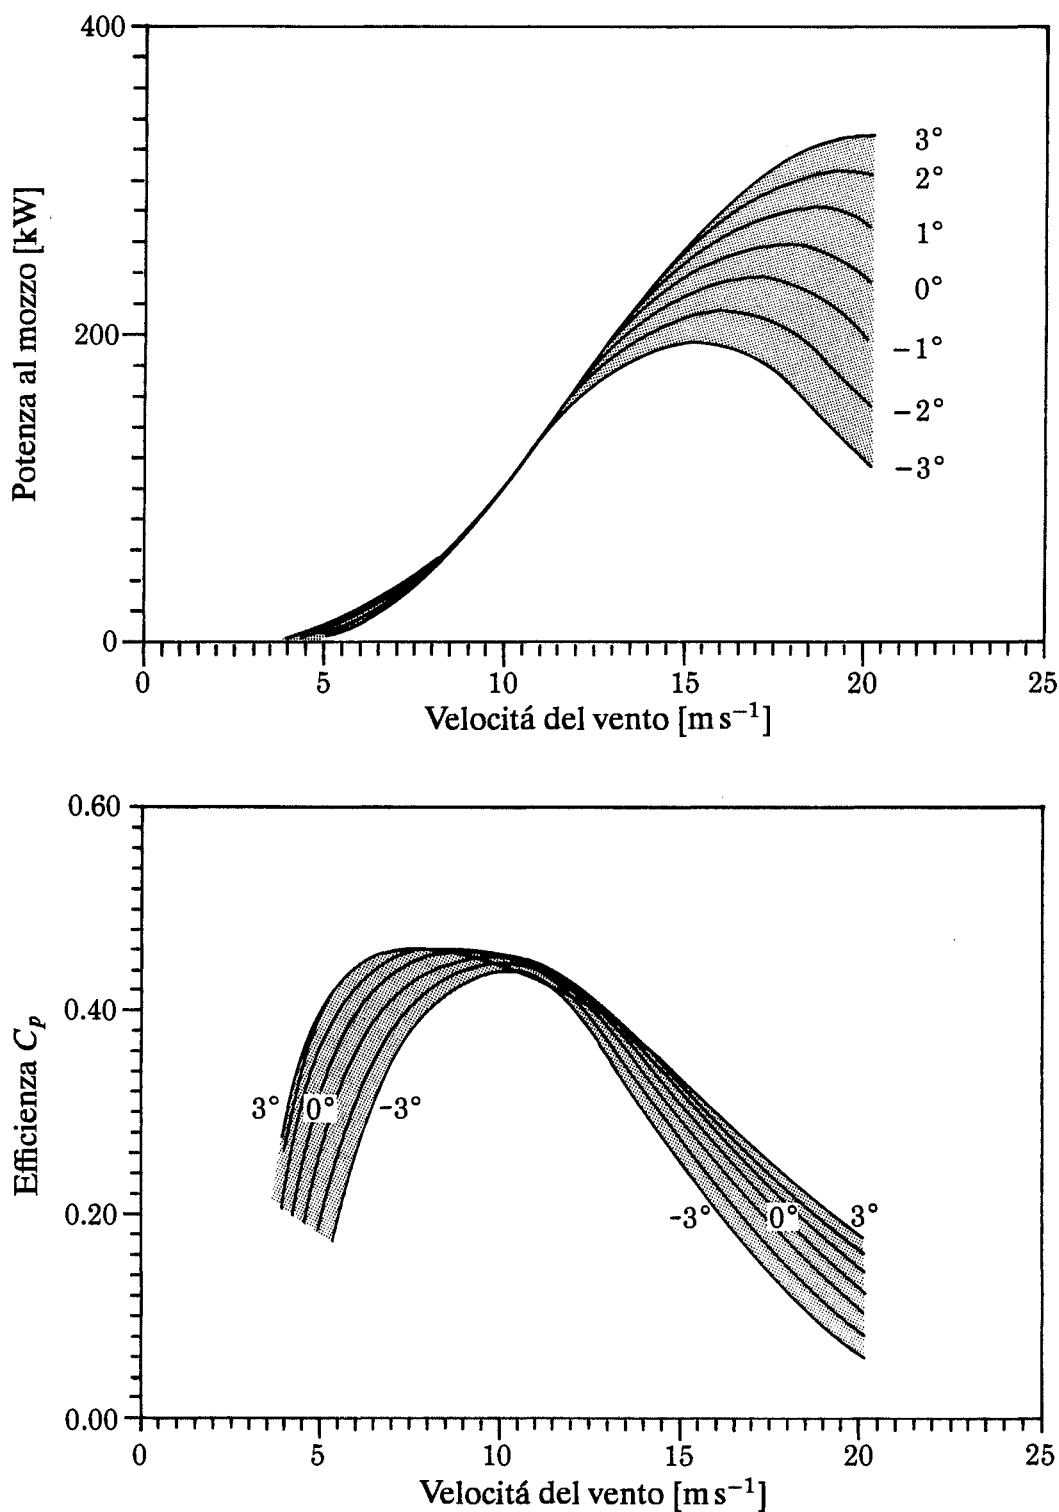 400
200
0
Potenza al mozzo [kW]
3°
2°
1°
0°
-1°
-2°
-3°
0 5 10 15 20 25
Velocitá del vento [m s⁻¹]
0.60
0.40
0.20
0.00
Efficienza Cₚ
3° 0° -3°
-3° 0° 3°
0 5 10 15 20 25
Velocitá del vento [m s⁻¹]